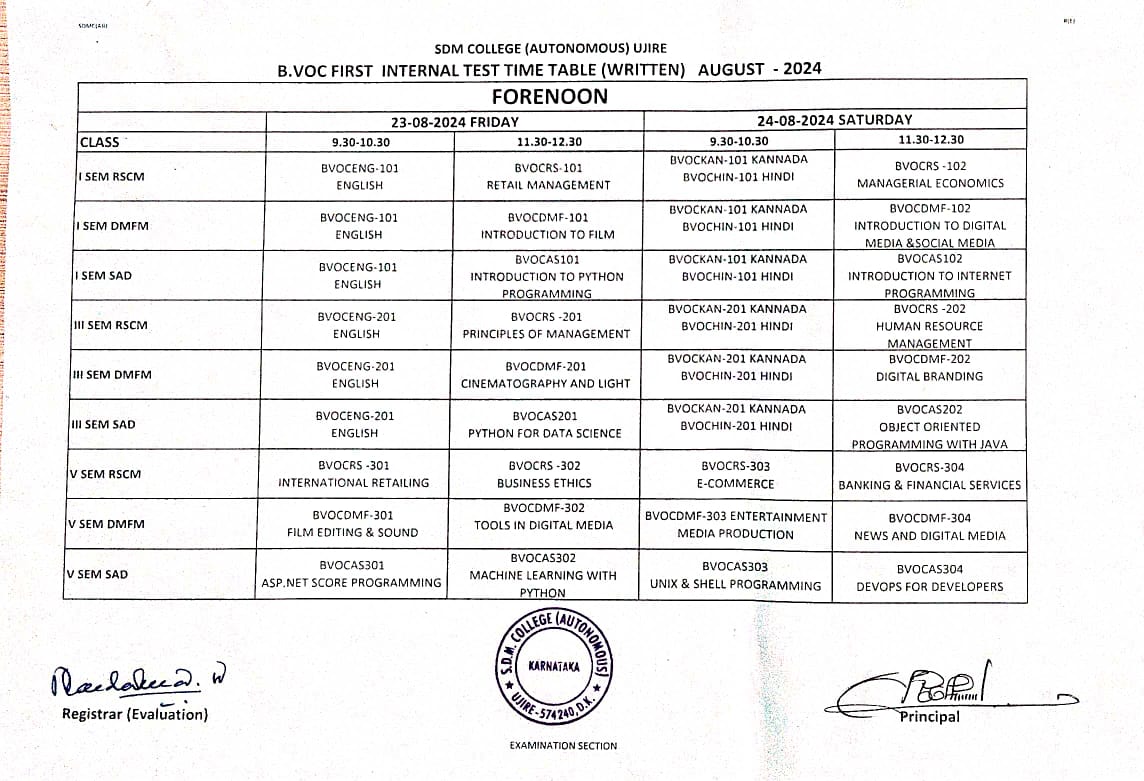 SDMC(AB)
SDM COLLEGE (AUTONOMOUS) UJIRE
B.VOC FIRST INTERNAL TEST TIME TABLE (WRITTEN) AUGUST - 2024
FORENOON
23-08-2024 FRIDAY 24-08-2024 SATURDAY
CLASS 9.30-10.30 11.30-12.30 9.30-10.30 11.30-12.30
I SEM RSCM
BVOCENG-101
ENGLISH
BVOCRS-101
RETAIL MANAGEMENT
BVOCKAN-101 KANNADA
BVOCHIN-101 HINDI
BVOCRS -102
MANAGERIAL ECONOMICS
I SEM DMFM
BVOCENG-101
ENGLISH
BVOCDMF-101
INTRODUCTION TO FILM
BVOCKAN-101 KANNADA
BVOCHIN-101 HINDI
BVOCDMF-102
INTRODUCTION TO DIGITAL
MEDIA &SOCIAL MEDIA
I SEM SAD
BVOCENG-101
ENGLISH
BVOCAS101
INTRODUCTION TO PYTHON
PROGRAMMING
BVOCKAN-101 KANNADA
BVOCHIN-101 HINDI
BVOCAS102
INTRODUCTION TO INTERNET
PROGRAMMING
III SEM RSCM
BVOCENG-201
ENGLISH
BVOCRS -201
PRINCIPLES OF MANAGEMENT
BVOCKAN-201 KANNADA
BVOCHIN-201 HINDI
BVOCRS -202
HUMAN RESOURCE
MANAGEMENT
III SEM DMFM
BVOCENG-201
ENGLISH
BVOCDMF-201
CINEMATOGRAPHY AND LIGHT
BVOCKAN-201 KANNADA
BVOCHIN-201 HINDI
BVOCDMF-202
DIGITAL BRANDING
III SEM SAD
BVOCENG-201
ENGLISH
BVOCAS201
PYTHON FOR DATA SCIENCE
BVOCKAN-201 KANNADA
BVOCHIN-201 HINDI
BVOCAS202
OBJECT ORIENTED
PROGRAMMING WITH JAVA
V SEM RSCM
BVOCRS -301
INTERNATIONAL RETAILING
BVOCRS -302
BUSINESS ETHICS
BVOCRS-303
E-COMMERCE
BVOCRS-304
BANKING & FINANCIAL SERVICES
V SEM DMFM
BVOCDMF-301
FILM EDITING & SOUND
BVOCDMF-302
TOOLS IN DIGITAL MEDIA
BVOCDMF-303 ENTERTAINMENT
MEDIA PRODUCTION
BVOCDMF-304
NEWS AND DIGITAL MEDIA
V SEM SAD
BVOCAS301
ASP.NET SCORE PROGRAMMING
BVOCAS302
MACHINE LEARNING WITH
PYTHON
BVOCAS303
UNIX & SHELL PROGRAMMING
BVOCAS304
DEVOPS FOR DEVELOPERS
S.D.M. COLLEGE (AUTONOMOUS)
KARNATAKA
★ UJIRE-574240, D.K. ★
Registrar (Evaluation)
Principal
EXAMINATION SECTION